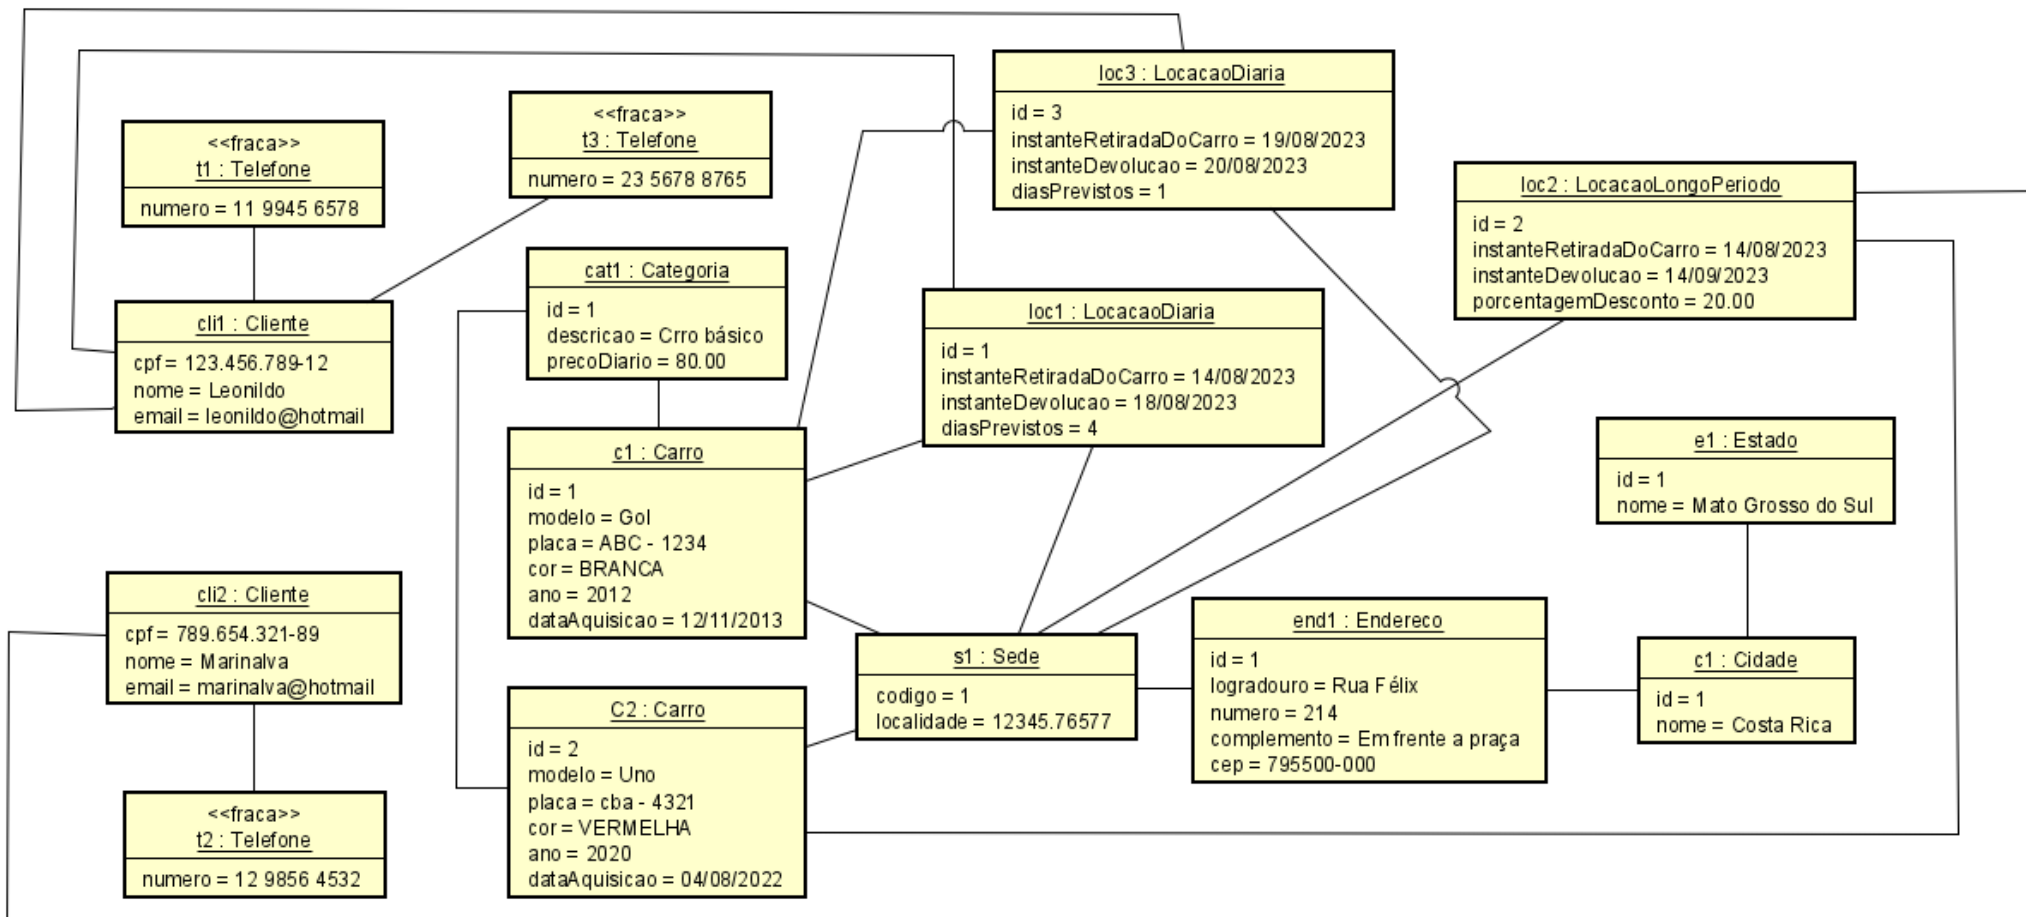 loc3 : LocacaoDiaria
id = 3
instanteRetiradaDoCarro = 19/08/2023
instanteDevolucao = 20/08/2023
diasPrevistos = 1
<<fraca>>
t3 : Telefone
numero = 23 5678 8765
<<fraca>>
t1 : Telefone
numero = 11 9945 6578
loc2 : LocacaoLongoPeriodo
id = 2
instanteRetiradaDoCarro = 14/08/2023
instanteDevolucao = 14/09/2023
porcentagemDesconto = 20.00
cat1 : Categoria
id = 1
descricao = Crro básico
precoDiario = 80.00
cli1 : Cliente
cpf = 123.456.789-12
nome = Leonildo
email = leonildo@hotmail
loc1 : LocacaoDiaria
id = 1
instanteRetiradaDoCarro = 14/08/2023
instanteDevolucao = 18/08/2023
diasPrevistos = 4
c1 : Carro
id = 1
modelo = Gol
placa = ABC - 1234
cor = BRANCA
ano = 2012
dataAquisicao = 12/11/2013
e1 : Estado
id = 1
nome = Mato Grosso do Sul
cli2 : Cliente
cpf = 789.654.321-89
nome = Marinalva
email = marinalva@hotmail
s1 : Sede
codigo = 1
localidade = 12345.76577
end1 : Endereco
id = 1
logradouro = Rua Félix
numero = 214
complemento = Em frente a praça
cep = 795500-000
c1 : Cidade
id = 1
nome = Costa Rica
C2 : Carro
id = 2
modelo = Uno
placa = cba - 4321
cor = VERMELHA
ano = 2020
dataAquisicao = 04/08/2022
<<fraca>>
t2 : Telefone
numero = 12 9856 4532